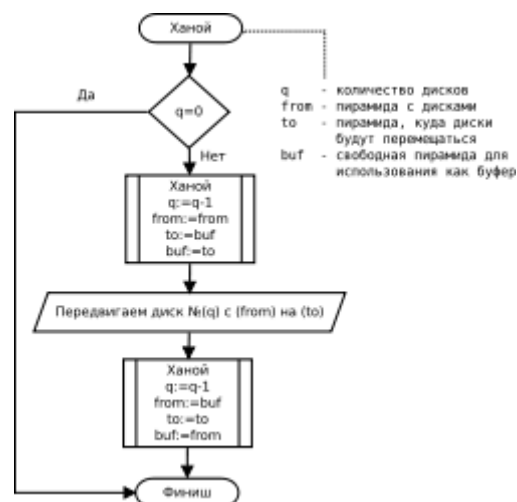 Ханой
q - количество дисков
from - пирамида с дисками
to - пирамида, куда диски
будут перемещаться
buf - свободная пирамида для
использования как буфер
Да
q=0
Нет
Ханой
q:=q-1
from:=from
to:=buf
buf:=to
Передвигаем диск №(q) с (from) на (to)
Ханой
q:=q-1
from:=buf
to:=to
buf:=from
Финиш